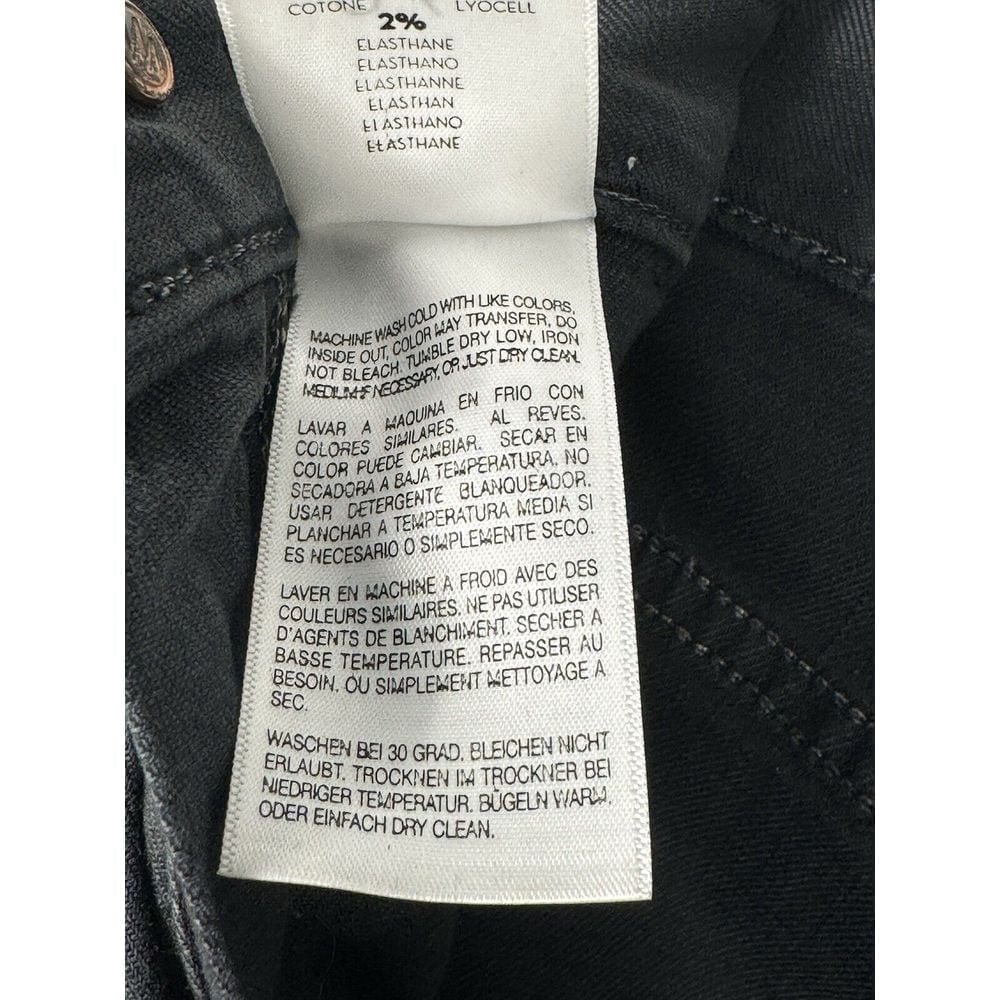 COTONE LYOCELL
2%
ELASTHANE
ELASTHANO
ELASTHANNE
ELASTHAN
ELASTHANO
ELASTHANE
MACHINE WASH COLD WITH LIKE COLORS,
INSIDE OUT, COLOR MAY TRANSFER, DO
NOT BLEACH. TUMBLE DRY LOW, IRON
MEDIUM IF NECESSARY, OR JUST DRY CLEAN.
LAVAR A MAQUINA EN FRIO CON
COLORES SIMILARES. AL REVES.
COLOR PUEDE CAMBIAR. SECAR EN
SECADORA A BAJA TEMPERATURA. NO
USAR DETERGENTE BLANQUEADOR.
PLANCHAR A TEMPERATURA MEDIA SI
ES NECESARIO O SIMPLEMENTE SECO.
LAVER EN MACHINE A FROID AVEC DES
COULEURS SIMILAIRES. NE PAS UTILISER
D'AGENTS DE BLANCHIMENT. SECHER A
BASSE TEMPERATURE. REPASSER AU
BESOIN. OU SIMPLEMENT METTOYAGE A
SEC.
WASCHEN BEI 30 GRAD. BLEICHEN NICHT
ERLAUBT. TROCKNEN IM TROCKNER BEI
NIEDRIGER TEMPERATUR. BÜGELN WARM.
ODER EINFACH DRY CLEAN.